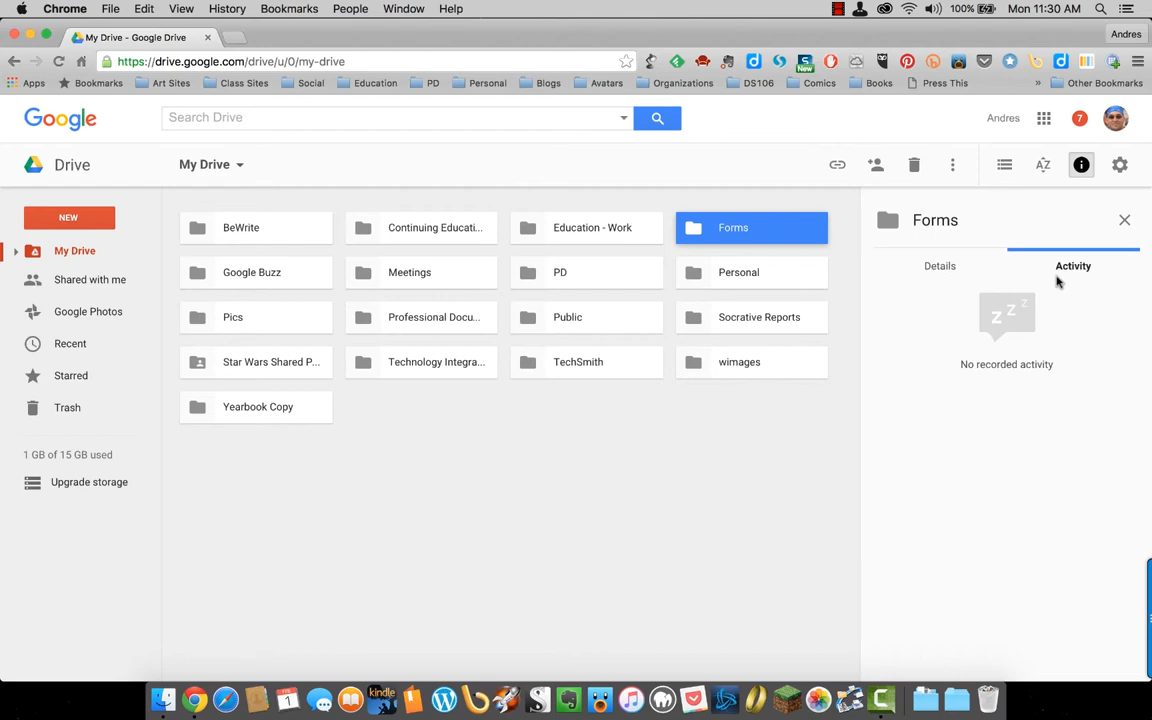 Chrome File Edit View History Bookmarks People Window Help 100% Mon 11:30 AM
My Drive - Google Drive Andres
https://drive.google.com/drive/u/0/my-drive
Apps Bookmarks Art Sites Class Sites Social Education PD Personal Blogs Avatars Organizations DS106 Comics Books Press This » Other Bookmarks
Google Search Drive Andres 7
Drive My Drive AZ
NEW
My Drive
Shared with me
Google Photos
Recent
Starred
Trash
1 GB of 15 GB used
Upgrade storage
BeWrite Continuing Educati... Education - Work Forms
Google Buzz Meetings PD Personal
Pics Professional Docu... Public Socrative Reports
Star Wars Shared P... Technology Integra... TechSmith wimages
Yearbook Copy
Forms
Details Activity
z z z
No recorded activity
kindle